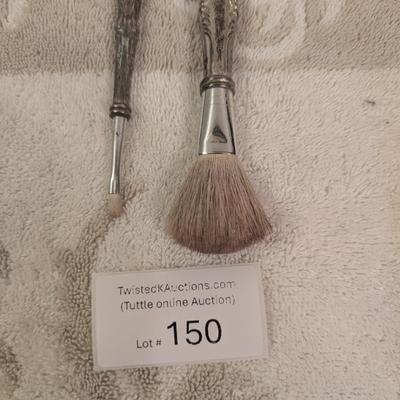 TwistedKAuctions.com
(Tuttle online Auction)
Lot # 150